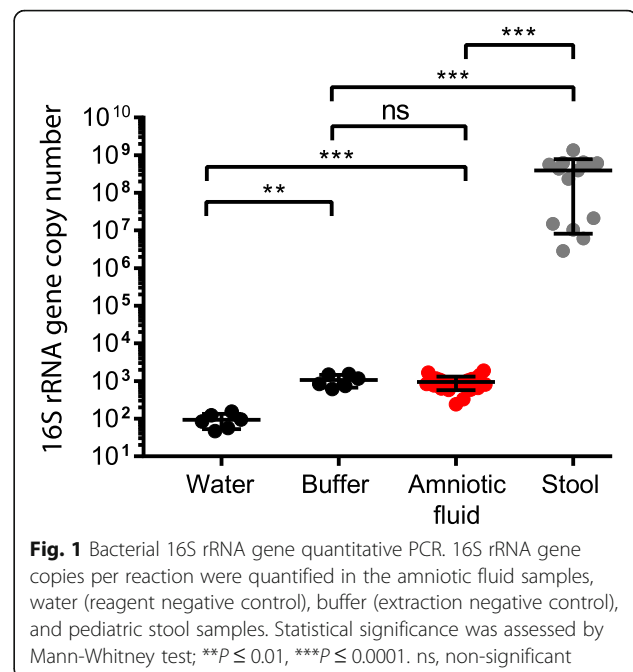 ***
***
ns
***
**
16S rRNA gene copy number
10^10
10^9
10^8
10^7
10^6
10^5
10^4
10^3
10^2
10^1
Water Buffer Amniotic fluid Stool
Fig. 1 Bacterial 16S rRNA gene quantitative PCR. 16S rRNA gene
copies per reaction were quantified in the amniotic fluid samples,
water (reagent negative control), buffer (extraction negative control),
and pediatric stool samples. Statistical significance was assessed by
Mann-Whitney test; **P ≤ 0.01, ***P ≤ 0.0001. ns, non-significant